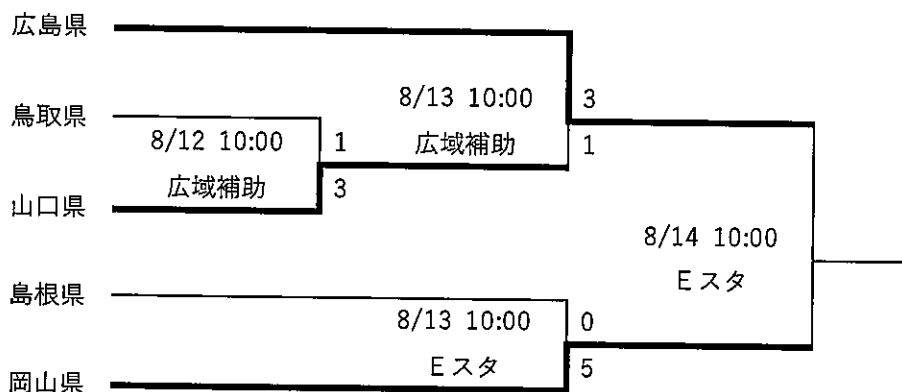 広島県
8/13 10:00
3
鳥取県
8/12 10:00
1
広域補助
1
広域補助
3
山口県
8/14 10:00
Eスタ
島根県
8/13 10:00
0
Eスタ
5
岡山県